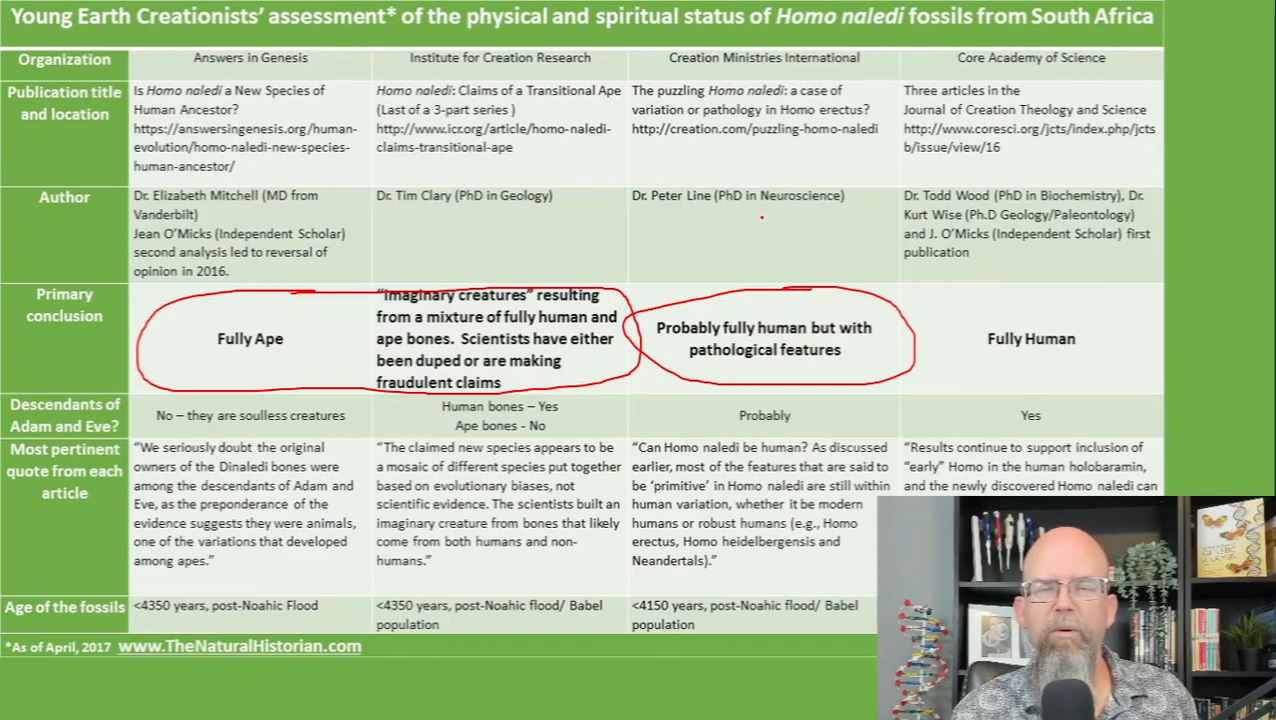 Young Earth Creationists' assessment* of the physical and spiritual status of Homo naledi fossils from South Africa
Organization
Answers in Genesis
Institute for Creation Research
Creation Ministries International
Core Academy of Science
Publication title
and location
Is Homo naledi a New Species of
Human Ancestor?
https://answersingenesis.org/human-
evolution/homo-naledi-new-species-
human-ancestor/
Homo naledi: Claims of a Transitional Ape
(Last of a 3-part series )
http://www.icr.org/article/homo-naledi-
claims-transitional-ape
The puzzling Homo naledi: a case of
variation or pathology in Homo erectus?
http://creation.com/puzzling-homo-naledi
Three articles in the
Journal of Creation Theology and Science
http://www.coresci.org/jcts/index.php/jcts
b/issue/view/16
Author
Dr. Elizabeth Mitchell (MD from
Vanderbilt)
Jean O'Micks (Independent Scholar)
second analysis led to reversal of
opinion in 2016.
Dr. Tim Clary (PhD in Geology)
Dr. Peter Line (PhD in Neuroscience)
Dr. Todd Wood (PhD in Biochemistry), Dr.
Kurt Wise (Ph.D Geology/Paleontology)
and J. O'Micks (Independent Scholar) first
publication
Primary
conclusion
Fully Ape
"Imaginary creatures" resulting
from a mixture of fully human and
ape bones. Scientists have either
been duped or are making
fraudulent claims
Probably fully human but with
pathological features
Fully Human
Descendants of
Adam and Eve?
No – they are soulless creatures
Human bones – Yes
Ape bones - No
Probably
Yes
Most pertinent
quote from each
article
"We seriously doubt the original
owners of the Dinaledi bones were
among the descendants of Adam and
Eve, as the preponderance of the
evidence suggests they were animals,
one of the variations that developed
among apes."
"The claimed new species appears to be
a mosaic of different species put together
based on evolutionary biases, not
scientific evidence. The scientists built an
imaginary creature from bones that likely
come from both humans and non-
humans."
"Can Homo naledi be human? As discussed
earlier, most of the features that are said to
be 'primitive' in Homo naledi are still within
human variation, whether it be modern
humans or robust humans (e.g., Homo
erectus, Homo heidelbergensis and
Neandertals)."
"Results continue to support inclusion of
"early" Homo in the human holobaramin,
and the newly discovered Homo naledi can
Age of the fossils
<4350 years, post-Noahic Flood
<4350 years, post-Noahic flood/ Babel
population
<4150 years, post-Noahic flood/ Babel
population
*As of April, 2017 www.TheNaturalHistorian.com